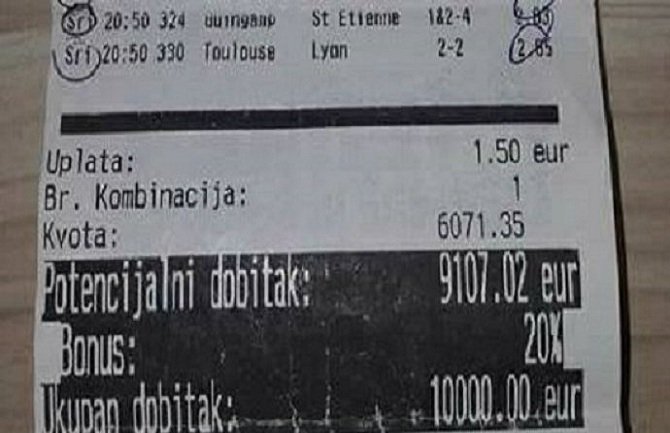 Sri 20:50 324 Guingamp St Etienne 1&2-4
Sri 20:50 330 Toulouse Lyon 2-2 2.85
Uplata: 1.50 eur
Br. Kombinacija: 1
Kvota: 6071.35
Potencijalni dobitak: 9107.02 eur
Bonus: 20%
Ukupan dobitak: 10000.00 eur